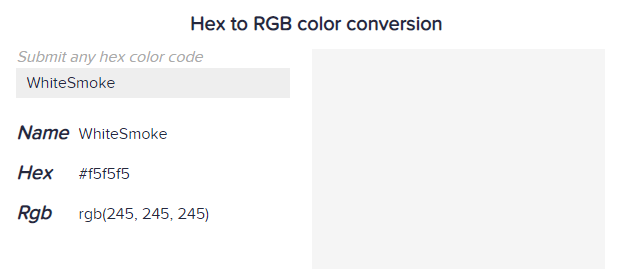 Hex to RGB color conversion
Submit any hex color code
WhiteSmoke
Name WhiteSmoke
Hex #f5f5f5
Rgb rgb(245, 245, 245)